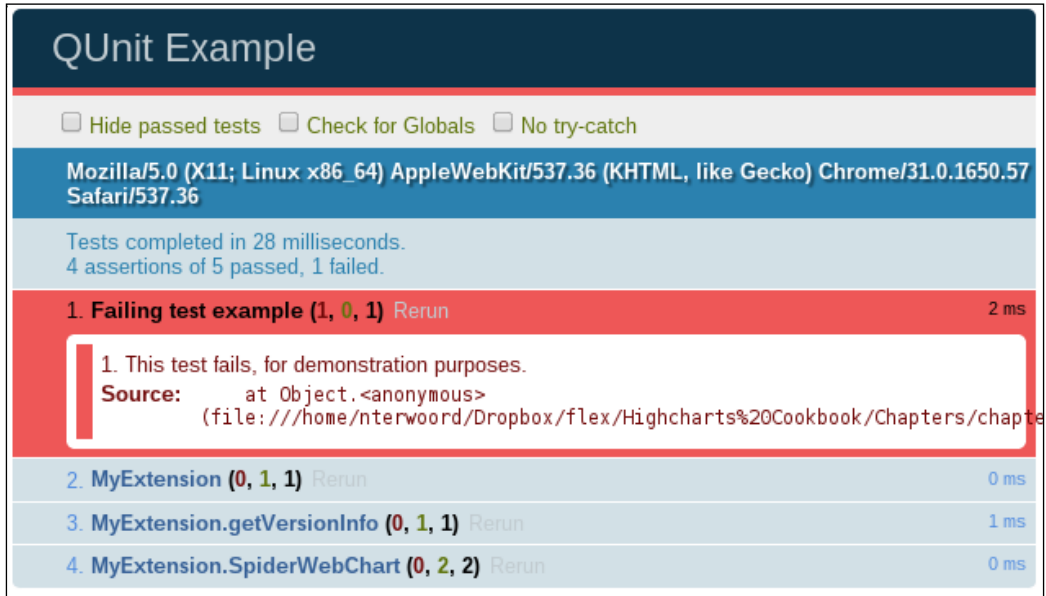 QUnit Example
Hide passed tests Check for Globals No try-catch
Mozilla/5.0 (X11; Linux x86_64) AppleWebKit/537.36 (KHTML, like Gecko) Chrome/31.0.1650.57
Safari/537.36
Tests completed in 28 milliseconds.
4 assertions of 5 passed, 1 failed.
1. Failing test example (1, 0, 1) Rerun 2 ms
1. This test fails, for demonstration purposes.
Source: at Object.<anonymous>
(file:///home/nterwoord/Dropbox/flex/Highcharts%20Cookbook/Chapters/chapte
2. MyExtension (0, 1, 1) Rerun 0 ms
3. MyExtension.getVersionInfo (0, 1, 1) Rerun 1 ms
4. MyExtension.SpiderWebChart (0, 2, 2) Rerun 0 ms